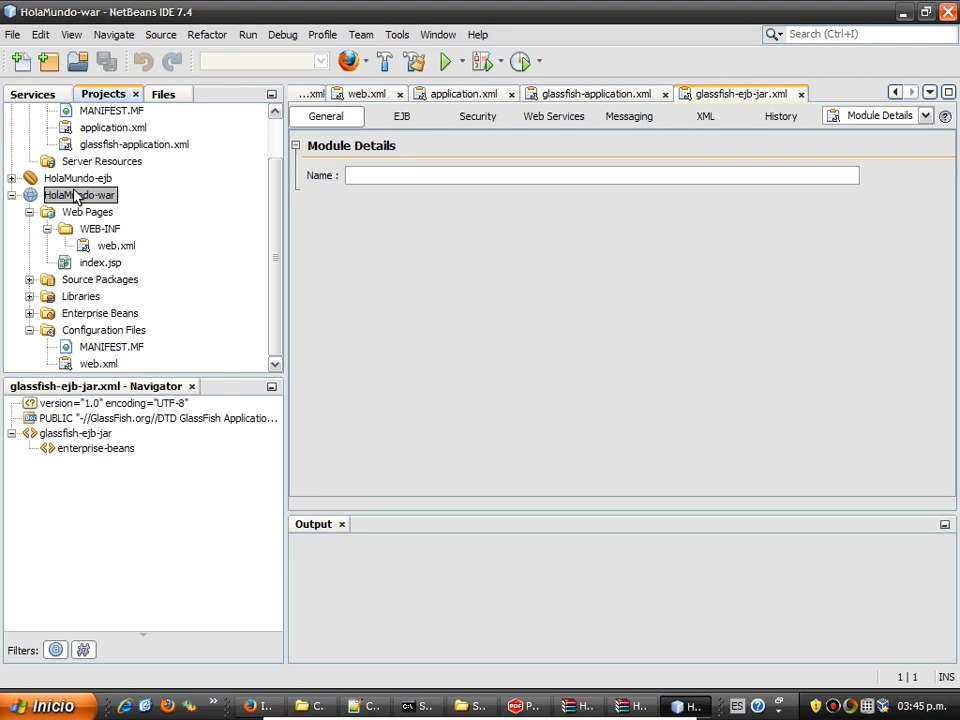 HolaMundo-war - NetBeans IDE 7.4
File Edit View Navigate Source Refactor Run Debug Profile Team Tools Window Help
Search (Ctrl+I)
Services Projects × Files
...xml web.xml × application.xml × glassfish-application.xml × glassfish-ejb-jar.xml ×
General EJB Security Web Services Messaging XML History Module Details
MANIFEST.MF
application.xml
glassfish-application.xml
Server Resources
HolaMundo-ejb
HolaMundo-war
Web Pages
WEB-INF
web.xml
index.jsp
Source Packages
Libraries
Enterprise Beans
Configuration Files
MANIFEST.MF
web.xml
Module Details
Name :
glassfish-ejb-jar.xml - Navigator ×
version="1.0" encoding="UTF-8"
PUBLIC "-//GlassFish.org//DTD GlassFish Applicatio...
glassfish-ejb-jar
enterprise-beans
Filters:
Output ×
1 | 1 INS
Inicio » I... C... C... S... S... P... H... H... H... ES 03:45 p.m.